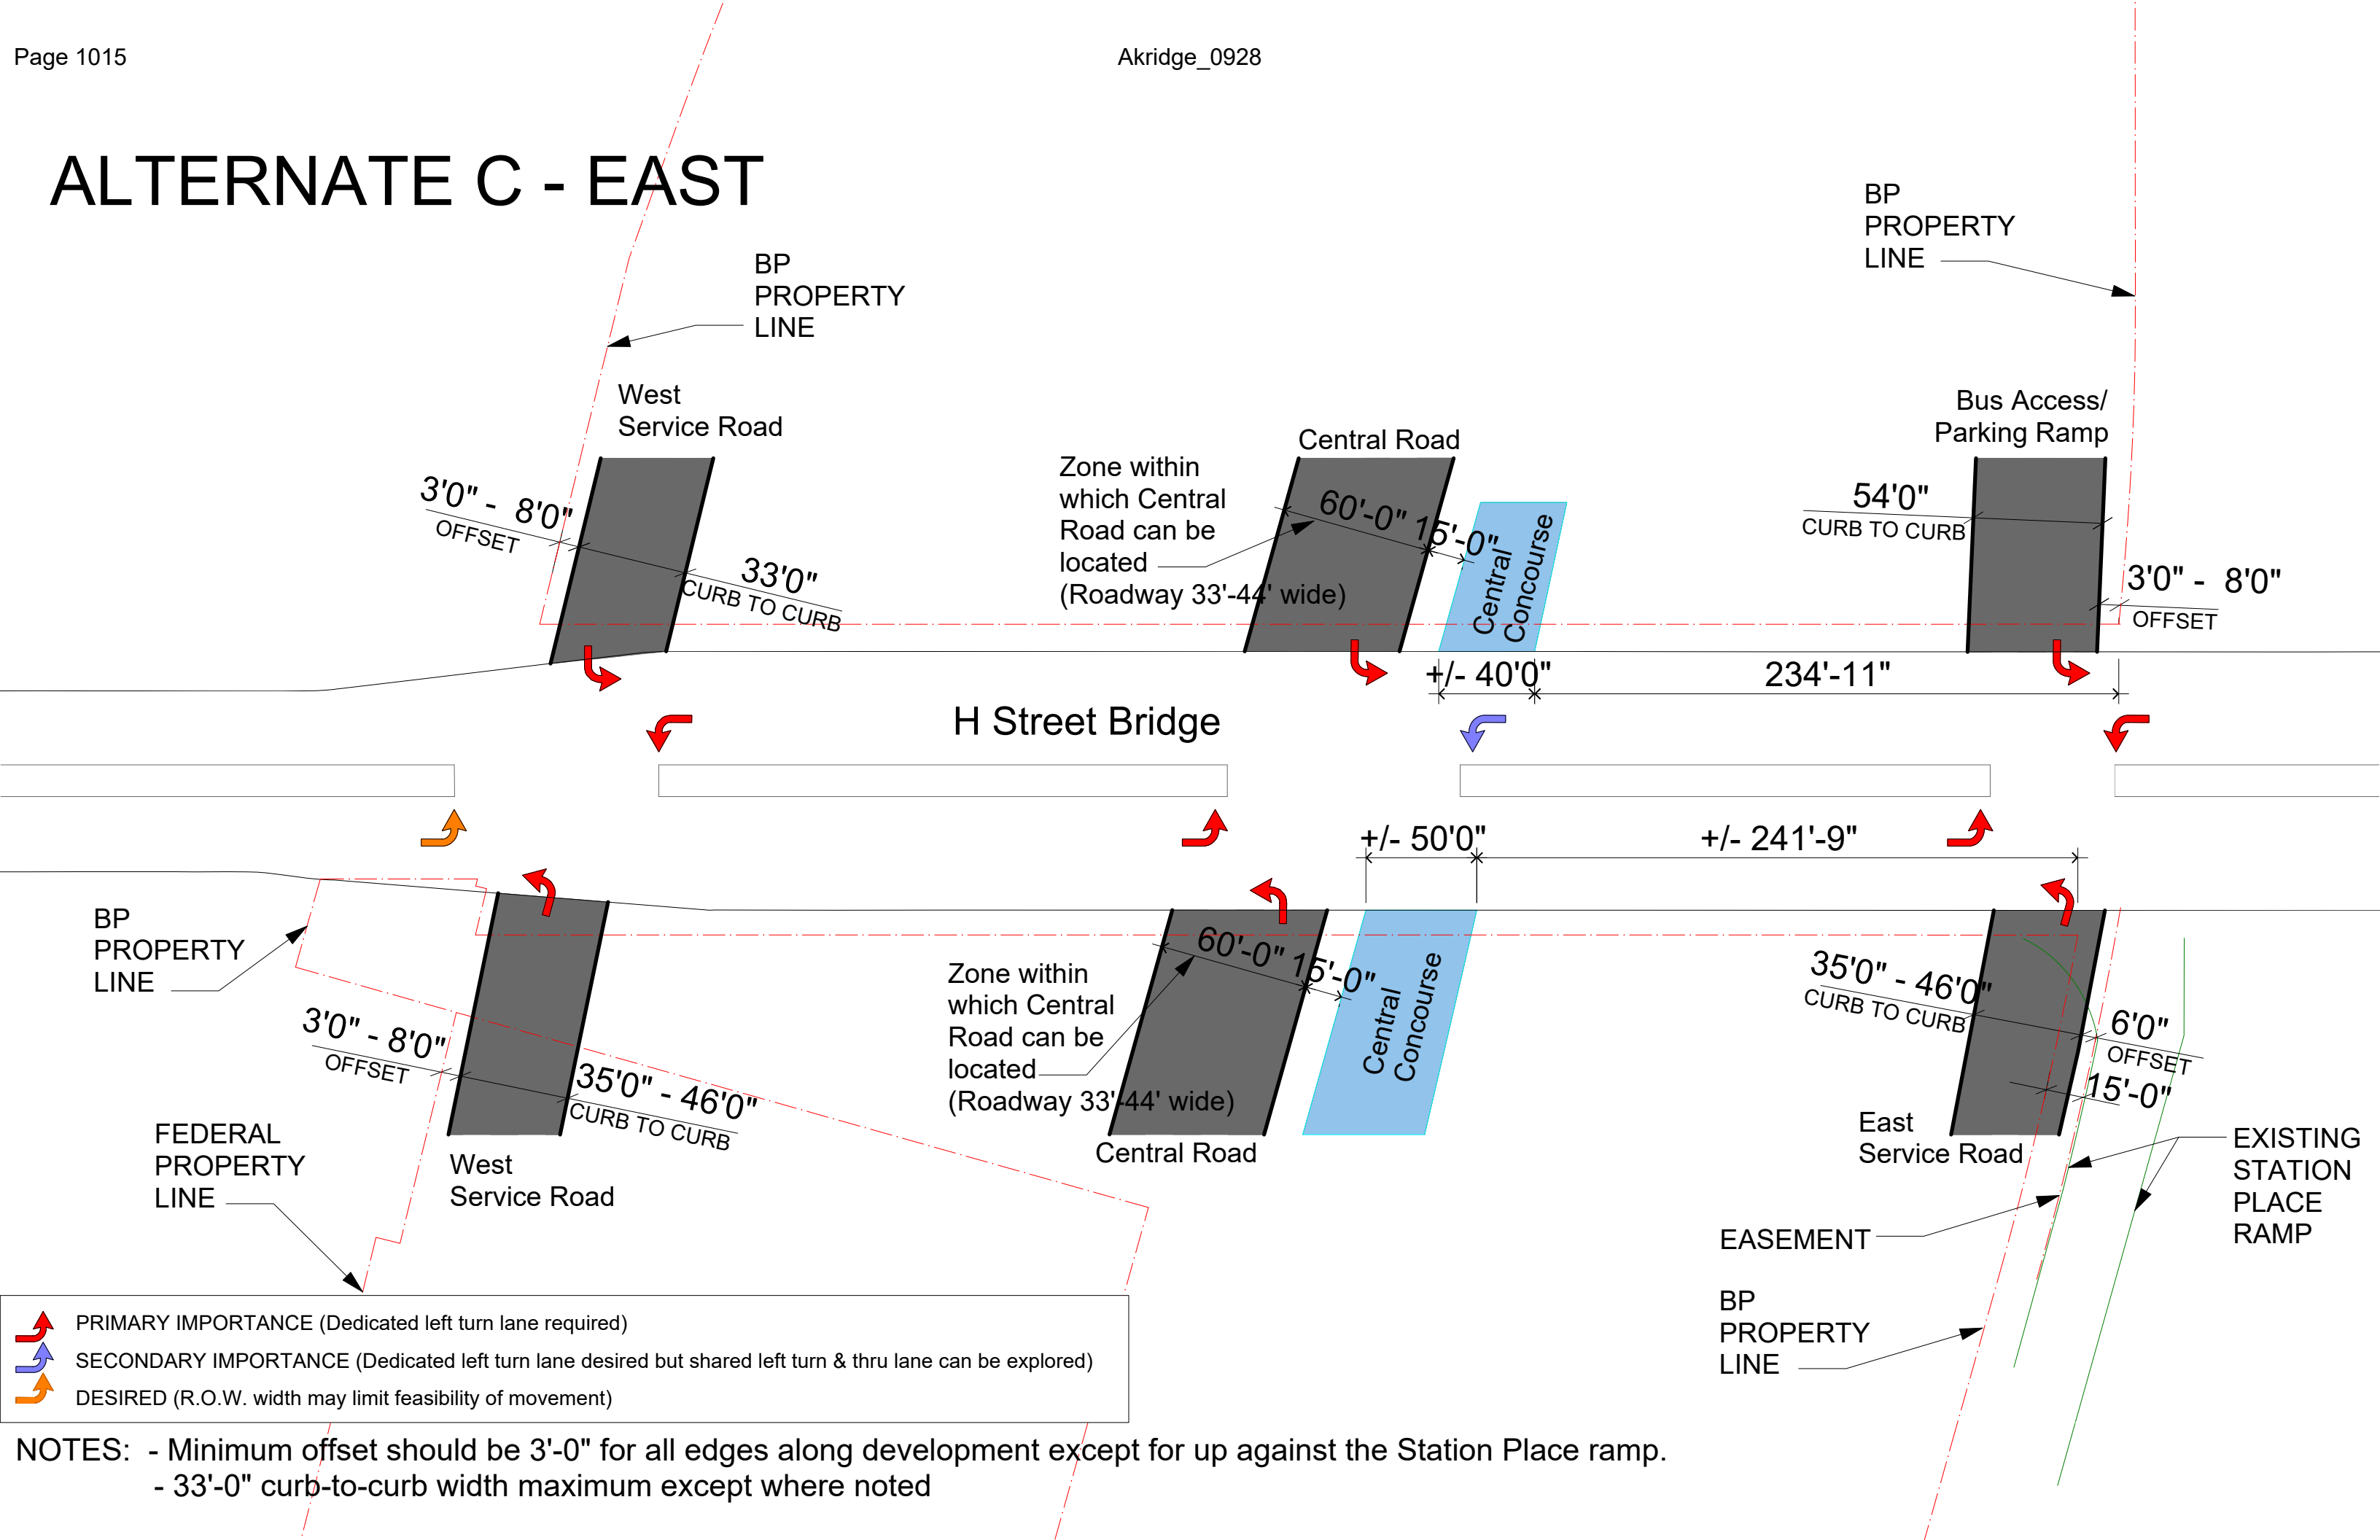 Page 1015
Akridge_0928
ALTERNATE C - EAST
BP
PROPERTY
LINE
BP
PROPERTY
LINE
West
Service Road
Central Road
Bus Access/
Parking Ramp
Zone within
which Central
Road can be
located
(Roadway 33'-44' wide)
3'0" -  8'0"
OFFSET
33'0"
CURB TO CURB
60'-0"
15'-0"
Central
Concourse
54'0"
CURB TO CURB
3'0" -  8'0"
OFFSET
+/- 40'0"
234'-11"
H Street Bridge
+/- 50'0"
+/- 241'-9"
BP
PROPERTY
LINE
Zone within
which Central
Road can be
located
(Roadway 33'-44' wide)
60'-0"
15'-0"
Central
Concourse
35'0" - 46'0"
CURB TO CURB
6'0"
OFFSET
15'-0"
3'0" - 8'0"
OFFSET
35'0" - 46'0"
CURB TO CURB
FEDERAL
PROPERTY
LINE
West
Service Road
Central Road
East
Service Road
EXISTING
STATION
PLACE
RAMP
EASEMENT
BP
PROPERTY
LINE
PRIMARY IMPORTANCE (Dedicated left turn lane required)
SECONDARY IMPORTANCE (Dedicated left turn lane desired but shared left turn & thru lane can be explored)
DESIRED (R.O.W. width may limit feasibility of movement)
NOTES:  - Minimum offset should be 3'-0" for all edges along development except for up against the Station Place ramp.
- 33'-0" curb-to-curb width maximum except where noted